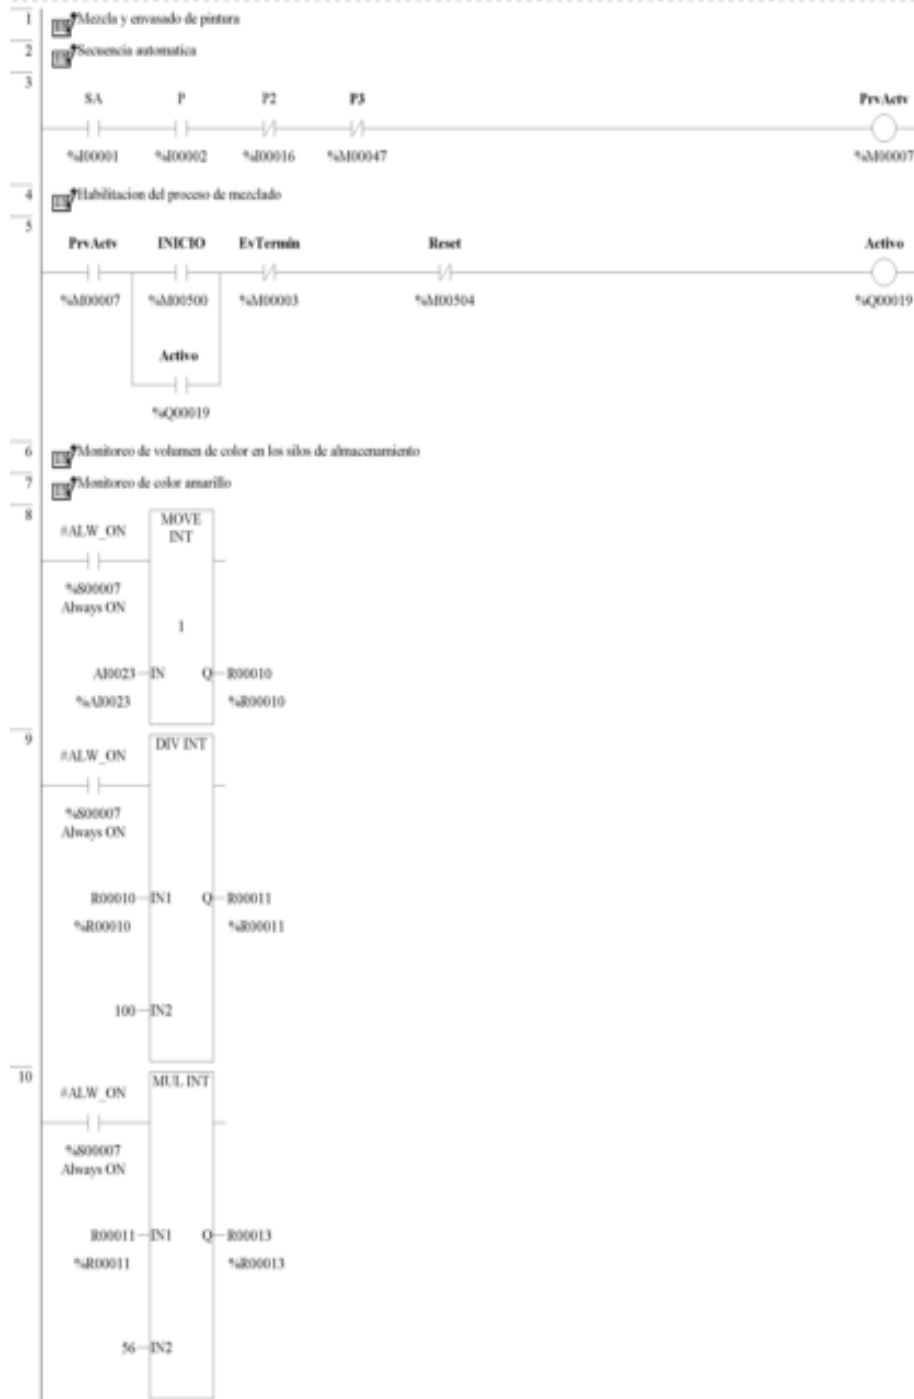 1 Mezcla y envasado de pintura
2 Secuencia automatica
3
SA P P2 P3 PrvActv
%I00001 %I00002 %I00016 %M00047 %M00007
4 Habilitacion del proceso de mezclado
5
PrvActv INICIO EvTermin Reset Activo
%M00007 %M00500 %M00003 %M00504 %Q00019
Activo
%Q00019
6 Monitoreo de volumen de color en los silos de almacenamiento
7 Monitoreo de color amarillo
8
#ALW_ON MOVE
INT
%S00007
Always ON
1
AI0023 IN Q R00010
%AI0023 %R00010
9
#ALW_ON DIV INT
%S00007
Always ON
R00010 IN1 Q R00011
%R00010 %R00011
100 IN2
10
#ALW_ON MUL INT
%S00007
Always ON
R00011 IN1 Q R00013
%R00011 %R00013
56 IN2